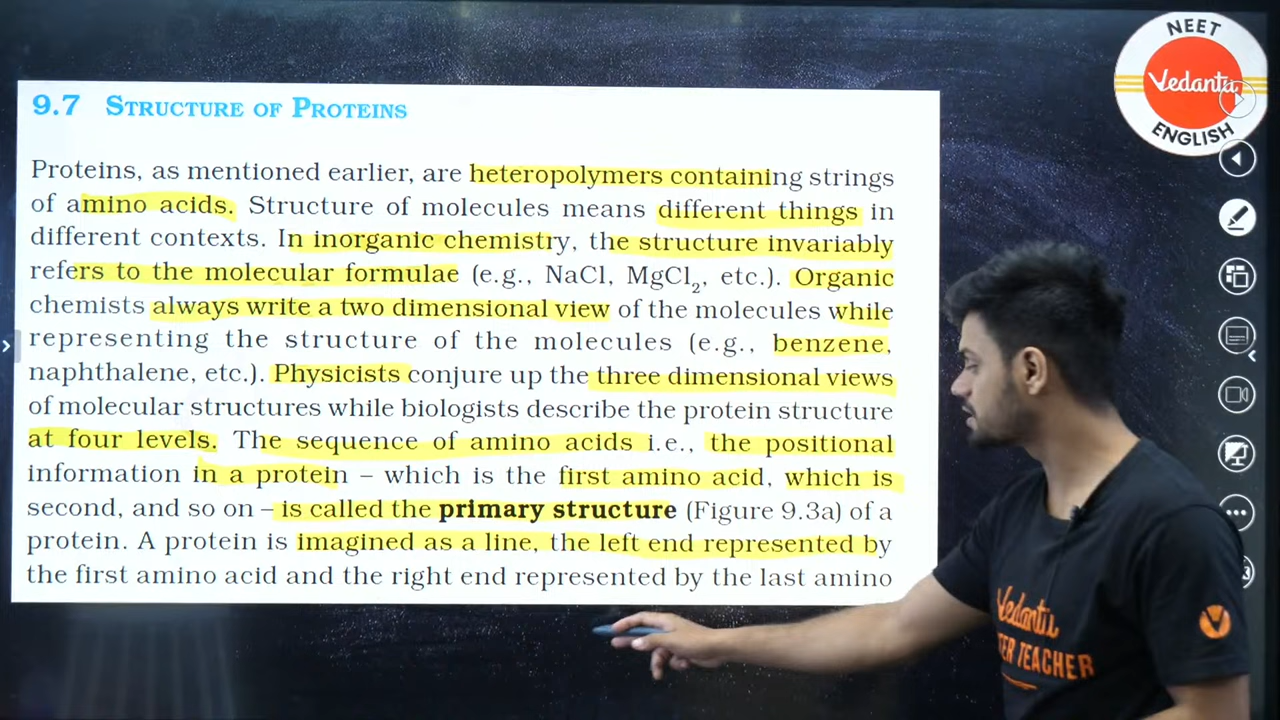 NEET
Vedantu
ENGLISH
9.7 STRUCTURE OF PROTEINS
Proteins, as mentioned earlier, are heteropolymers containing strings
of amino acids. Structure of molecules means different things in
different contexts. In inorganic chemistry, the structure invariably
refers to the molecular formulae (e.g., NaCl, MgCl₂, etc.). Organic
chemists always write a two dimensional view of the molecules while
representing the structure of the molecules (e.g., benzene,
naphthalene, etc.). Physicists conjure up the three dimensional views
of molecular structures while biologists describe the protein structure
at four levels. The sequence of amino acids i.e., the positional
information in a protein – which is the first amino acid, which is
second, and so on – is called the primary structure (Figure 9.3a) of a
protein. A protein is imagined as a line, the left end represented by
the first amino acid and the right end represented by the last amino
Vedantu
TER TEACHER